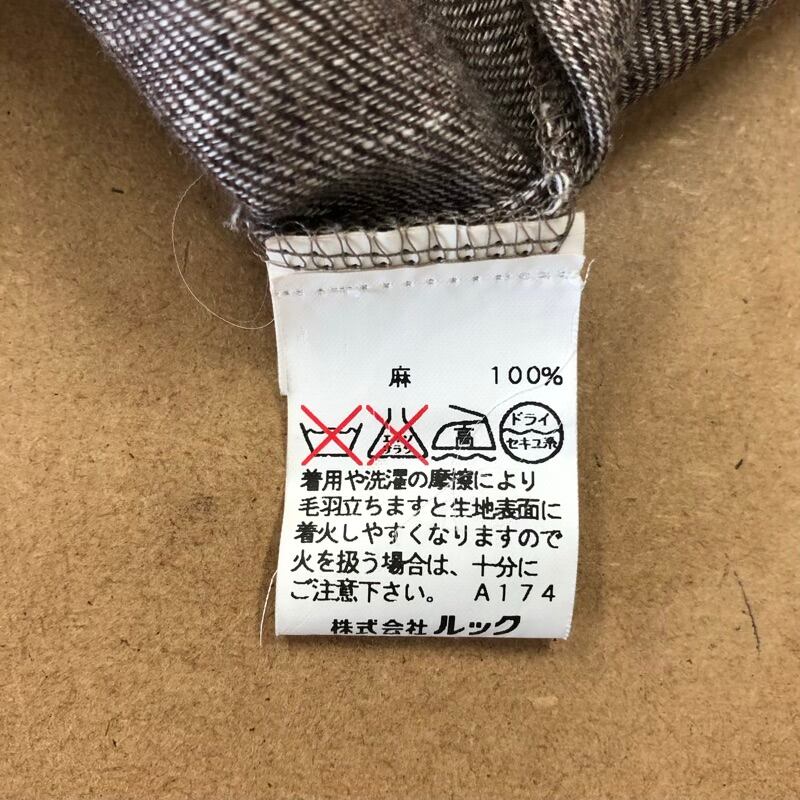 麻 100%
エンソ
サラシ
高
ドライ
セキユ系
着用や洗濯の摩擦により
毛羽立ちますと生地表面に
着火しやすくなりますので
火を扱う場合は、十分に
ご注意下さい。 A174
株式会社 ルック